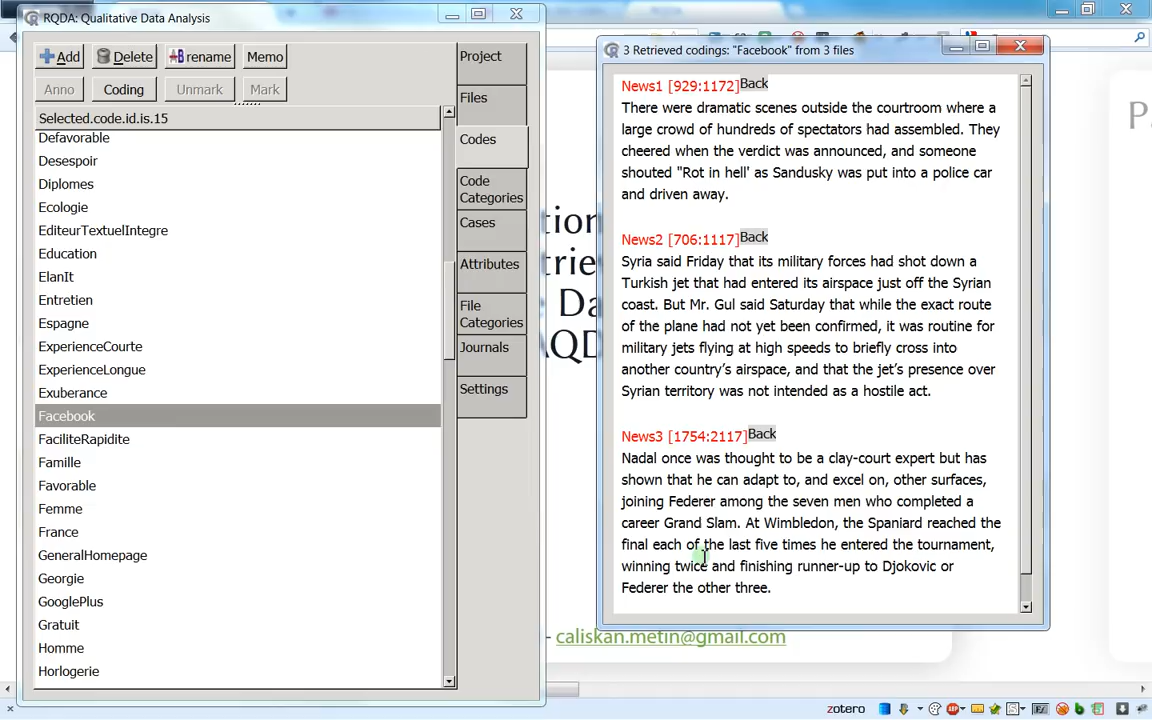 RQDA: Qualitative Data Analysis
Add
Delete
rename
Memo
Anno
Coding
Unmark
Mark
Selected.code.id.is.15
Defavorable
Desespoir
Diplomes
Ecologie
EditeurTextuelIntegre
Education
ElanIt
Entretien
Espagne
ExperienceCourte
ExperienceLongue
Exuberance
Facebook
FaciliteRapidite
Famille
Favorable
Femme
France
GeneralHomepage
Georgie
GooglePlus
Gratuit
Homme
Horlogerie
Project
Files
Codes
Code
Categories
Cases
Attributes
File
Categories
Journals
Settings
3 Retrieved codings: "Facebook" from 3 files
News1 [929:1172]Back
There were dramatic scenes outside the courtroom where a
large crowd of hundreds of spectators had assembled. They
cheered when the verdict was announced, and someone
shouted "Rot in hell' as Sandusky was put into a police car
and driven away.
News2 [706:1117]Back
Syria said Friday that its military forces had shot down a
Turkish jet that had entered its airspace just off the Syrian
coast. But Mr. Gul said Saturday that while the exact route
of the plane had not yet been confirmed, it was routine for
military jets flying at high speeds to briefly cross into
another country's airspace, and that the jet's presence over
Syrian territory was not intended as a hostile act.
News3 [1754:2117]Back
Nadal once was thought to be a clay-court expert but has
shown that he can adapt to, and excel on, other surfaces,
joining Federer among the seven men who completed a
career Grand Slam. At Wimbledon, the Spaniard reached the
final each of the last five times he entered the tournament,
winning twice and finishing runner-up to Djokovic or
Federer the other three.
- caliskan.metin@gmail.com
zotero